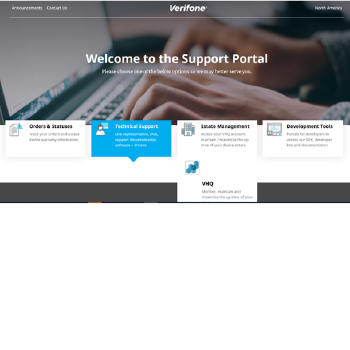 Announcements Contact Us
Verifone
North America
Welcome to the Support Portal
Please choose one of the below options so we may better serve you.
Orders & Statuses
Track your orders and access
device warranty information.
Technical Support
Live representatives, chat,
support documentation
software + drivers
Estate Management
Access your VHQ account
maintain / maximize the up
time of your device estate.
Development Tools
Portals for developers to
access our SDK, developer
kits and documentation
VHQ
Monitor, maintain and
maximize the up-time of your